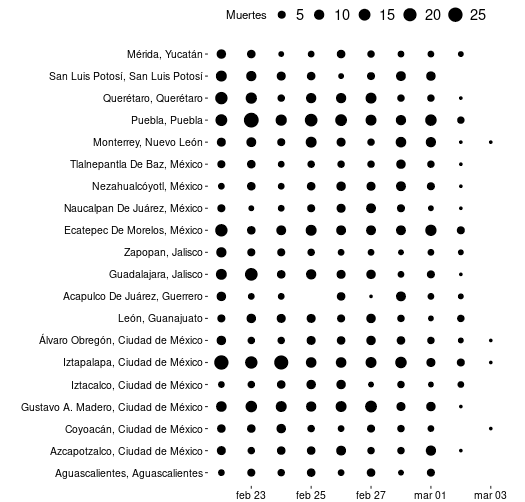 Muertes 5 10 15 20 25
Mérida, Yucatán
San Luis Potosí, San Luis Potosí
Querétaro, Querétaro
Puebla, Puebla
Monterrey, Nuevo León
Tlalnepantla De Baz, México
Nezahualcóyotl, México
Naucalpan De Juárez, México
Ecatepec De Morelos, México
Zapopan, Jalisco
Guadalajara, Jalisco
Acapulco De Juárez, Guerrero
León, Guanajuato
Álvaro Obregón, Ciudad de México
Iztapalapa, Ciudad de México
Iztacalco, Ciudad de México
Gustavo A. Madero, Ciudad de México
Coyoacán, Ciudad de México
Azcapotzalco, Ciudad de México
Aguascalientes, Aguascalientes
feb 23 feb 25 feb 27 mar 01 mar 03